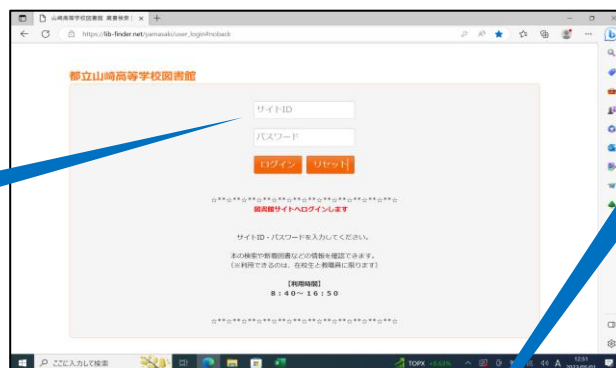 山崎高等学校図書館 蔵書検索
https://lib-finder.net/yamasaki/user_login#noback
都立山崎高等学校図書館
サイトID
パスワード
ログイン リセット
☆**☆**☆**☆**☆**☆**☆**☆**☆**☆**☆
図書館サイトへログインします
サイトID・パスワードを入力してください。
本の検索や新着図書などの情報を確認できます。
(※利用できるのは、在校生と教職員に限ります)
【利用時間】
8:40~16:50
☆**☆**☆**☆**☆**☆**☆**☆**☆**☆**☆
ここに入力して検索
TOPX +0.63%
A
12:51
2023/05/02